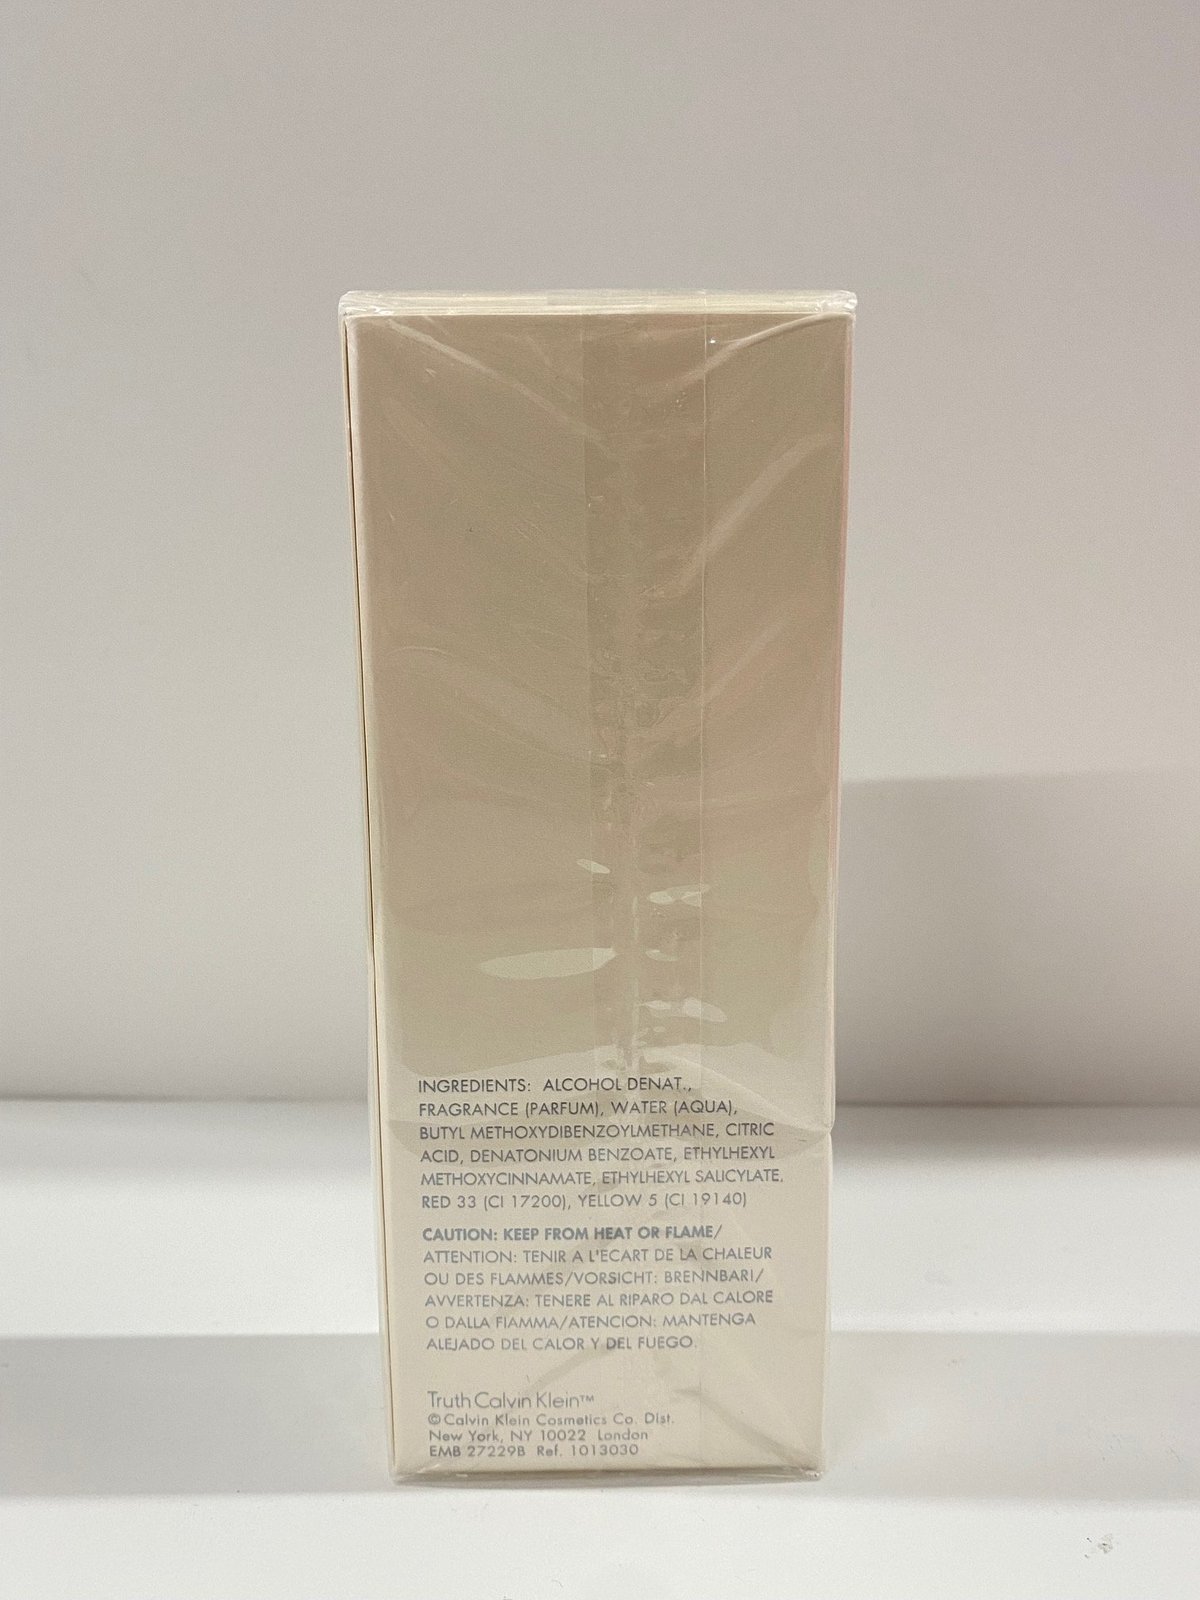 INGREDIENTS: ALCOHOL DENAT.,
FRAGRANCE (PARFUM), WATER (AQUA),
BUTYL METHOXYDIBENZOYLMETHANE, CITRIC
ACID, DENATONIUM BENZOATE, ETHYLHEXYL
METHOXYCINNAMATE, ETHYLHEXYL SALICYLATE,
RED 33 (CI 17200), YELLOW 5 (CI 19140)
CAUTION: KEEP FROM HEAT OR FLAME/
ATTENTION: TENIR A L'ECART DE LA CHALEUR
OU DES FLAMMES/VORSICHT: BRENNBAR!/
AVVERTENZA: TENERE AL RIPARO DAL CALORE
O DALLA FIAMMA/ATENCION: MANTENGA
ALEJADO DEL CALOR Y DEL FUEGO.
Truth Calvin Klein™
© Calvin Klein Cosmetics Co. Dist.
New York, NY 10022 London
EMB 27229B Ref. 1013030